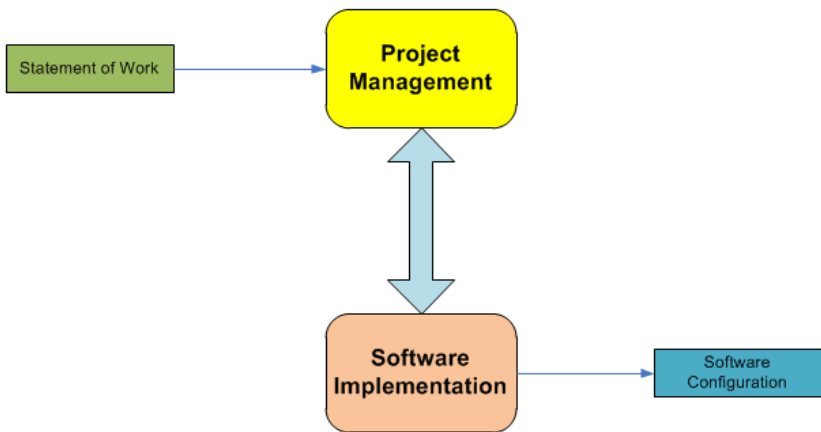 Statement of Work
Project
Management
Software
Implementation
Software
Configuration